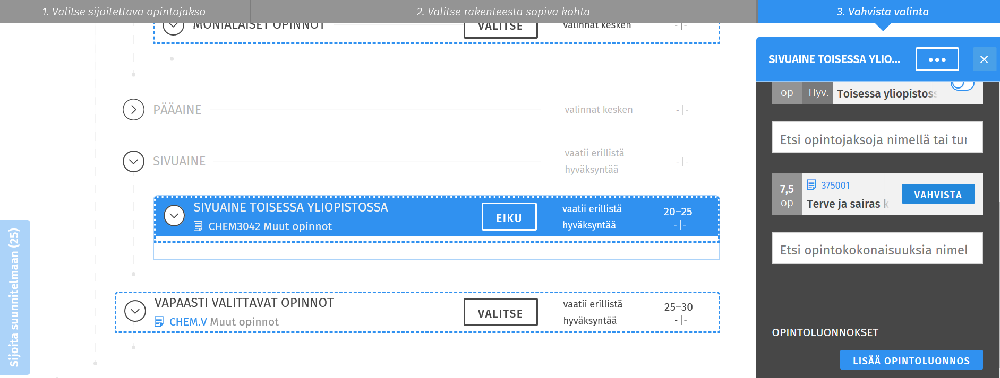 1. Valitse sijoitettava opintojakso
2. Valitse rakenteesta sopiva kohta
3. Vahvista valinta
MONIALAISET OPINNOT
VALITSE
valinnat kesken
- | -
PÄÄAINE
valinnat kesken
- | -
SIVUAINE
vaatii erillistä
hyväksyntää
- | -
SIVUAINE TOISESSA YLIOPISTOSSA
CHEM3042 Muut opinnot
EIKU
vaatii erillistä
hyväksyntää
20–25
- | -
VAPAASTI VALITTAVAT OPINNOT
CHEM.V Muut opinnot
VALITSE
vaatii erillistä
hyväksyntää
25–30
- | -
Sijoita suunnitelmaan (25)
SIVUAINE TOISESSA YLIO...
op
Hyv.
Toisessa yliopistoss
Etsi opintojaksoja nimellä tai tu
7,5
op
375001
Terve ja sairas k
VAHVISTA
Etsi opintokokonaisuuksia nime
OPINTOLUONNOKSET
LISÄÄ OPINTOLUONNOS